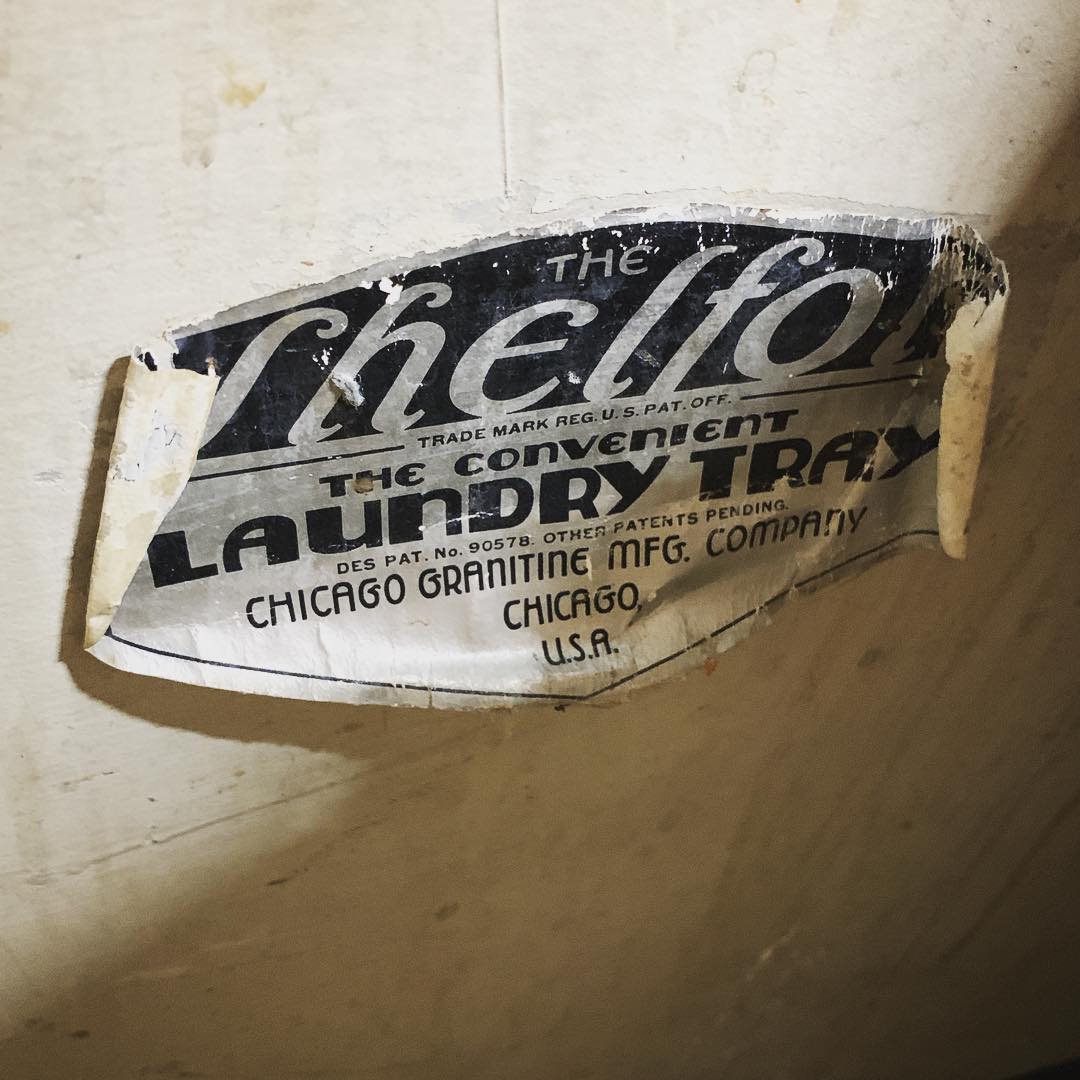 THE
TRADE MARK REG. U.S. PAT. OFF.
THE CONVENIENT
LAUNDRY TRAY
DES PAT. No. 90578. OTHER PATENTS PENDING.
CHICAGO GRANITINE MFG. COMPANY
CHICAGO,
U.S.A.